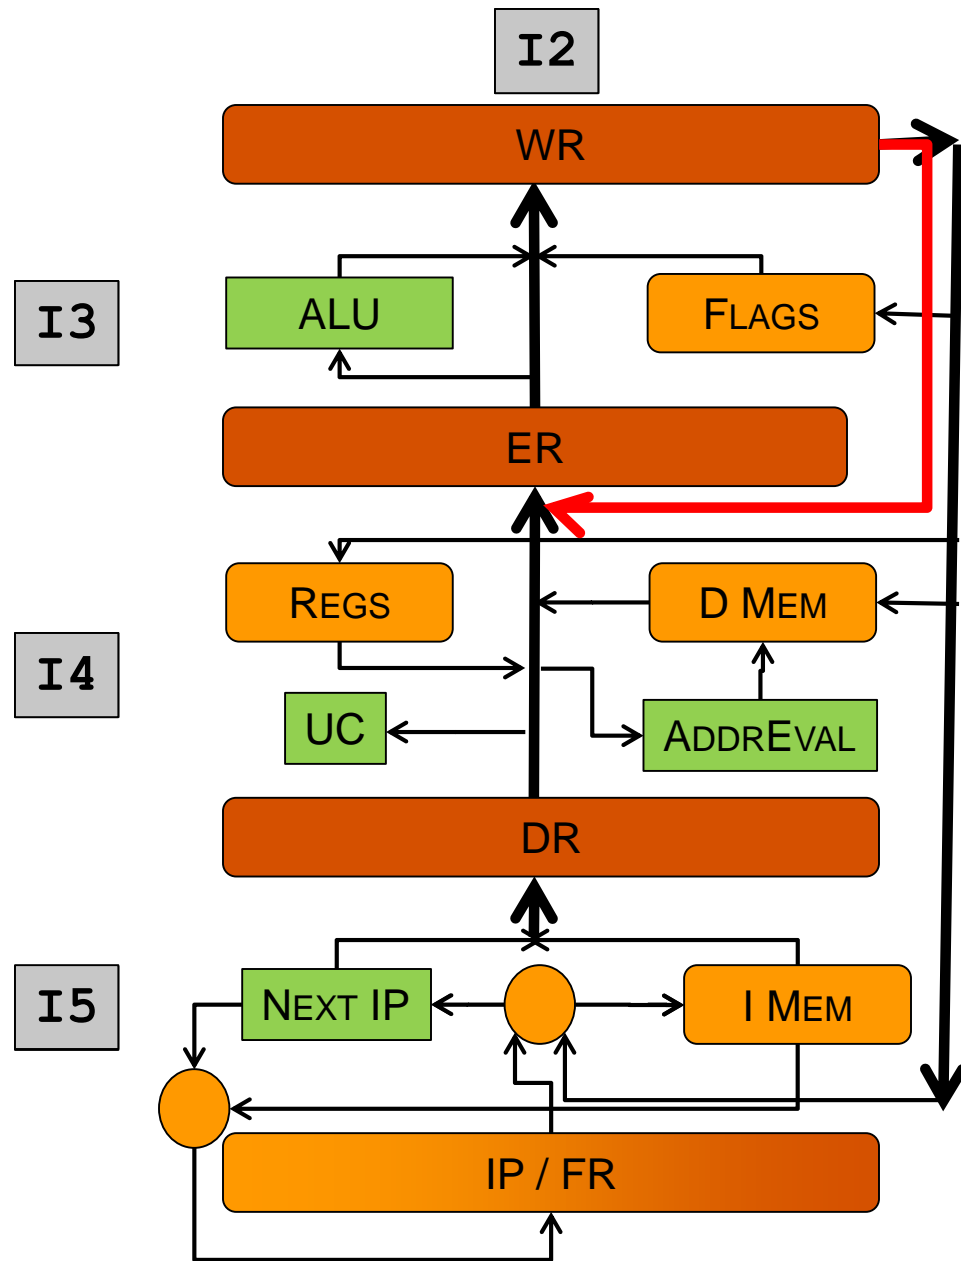 I2
WR
I3
ALU
FLAGS
ER
REGS
D MEM
I4
UC
ADDREVAL
DR
I5
NEXT IP
I MEM
IP / FR